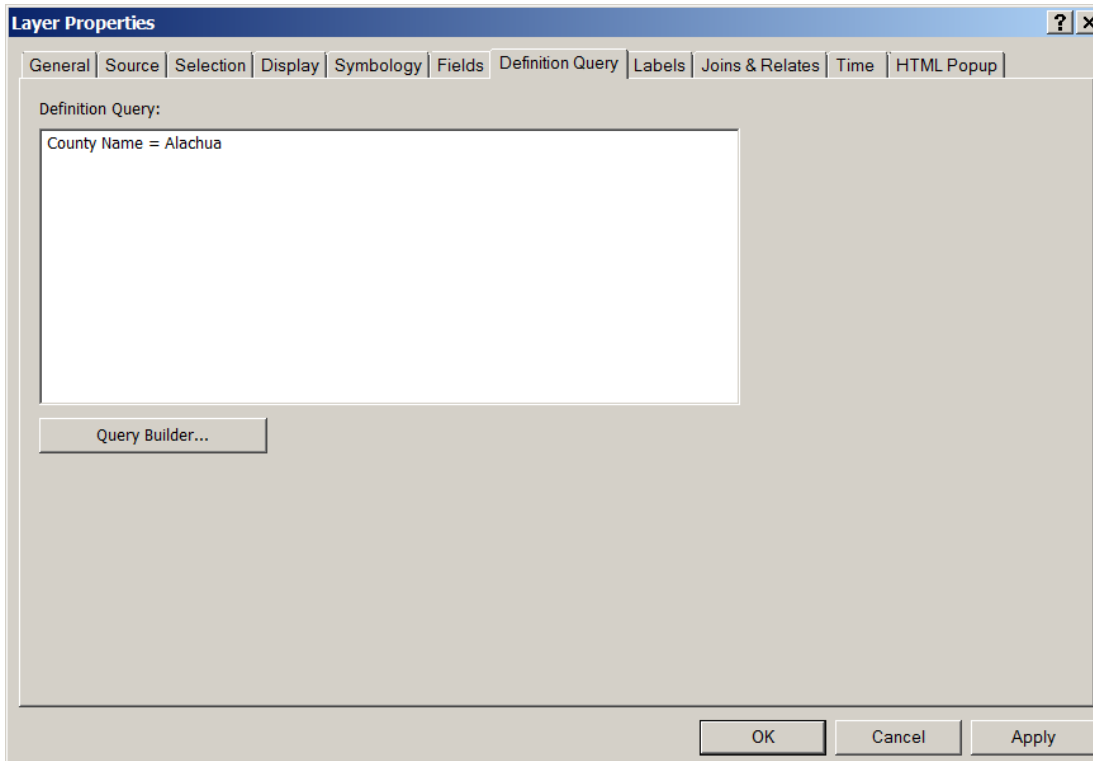 Layer Properties
General Source Selection Display Symbology Fields Definition Query Labels Joins & Relates Time HTML Popup
Definition Query:
County Name = Alachua
Query Builder...
OK Cancel Apply